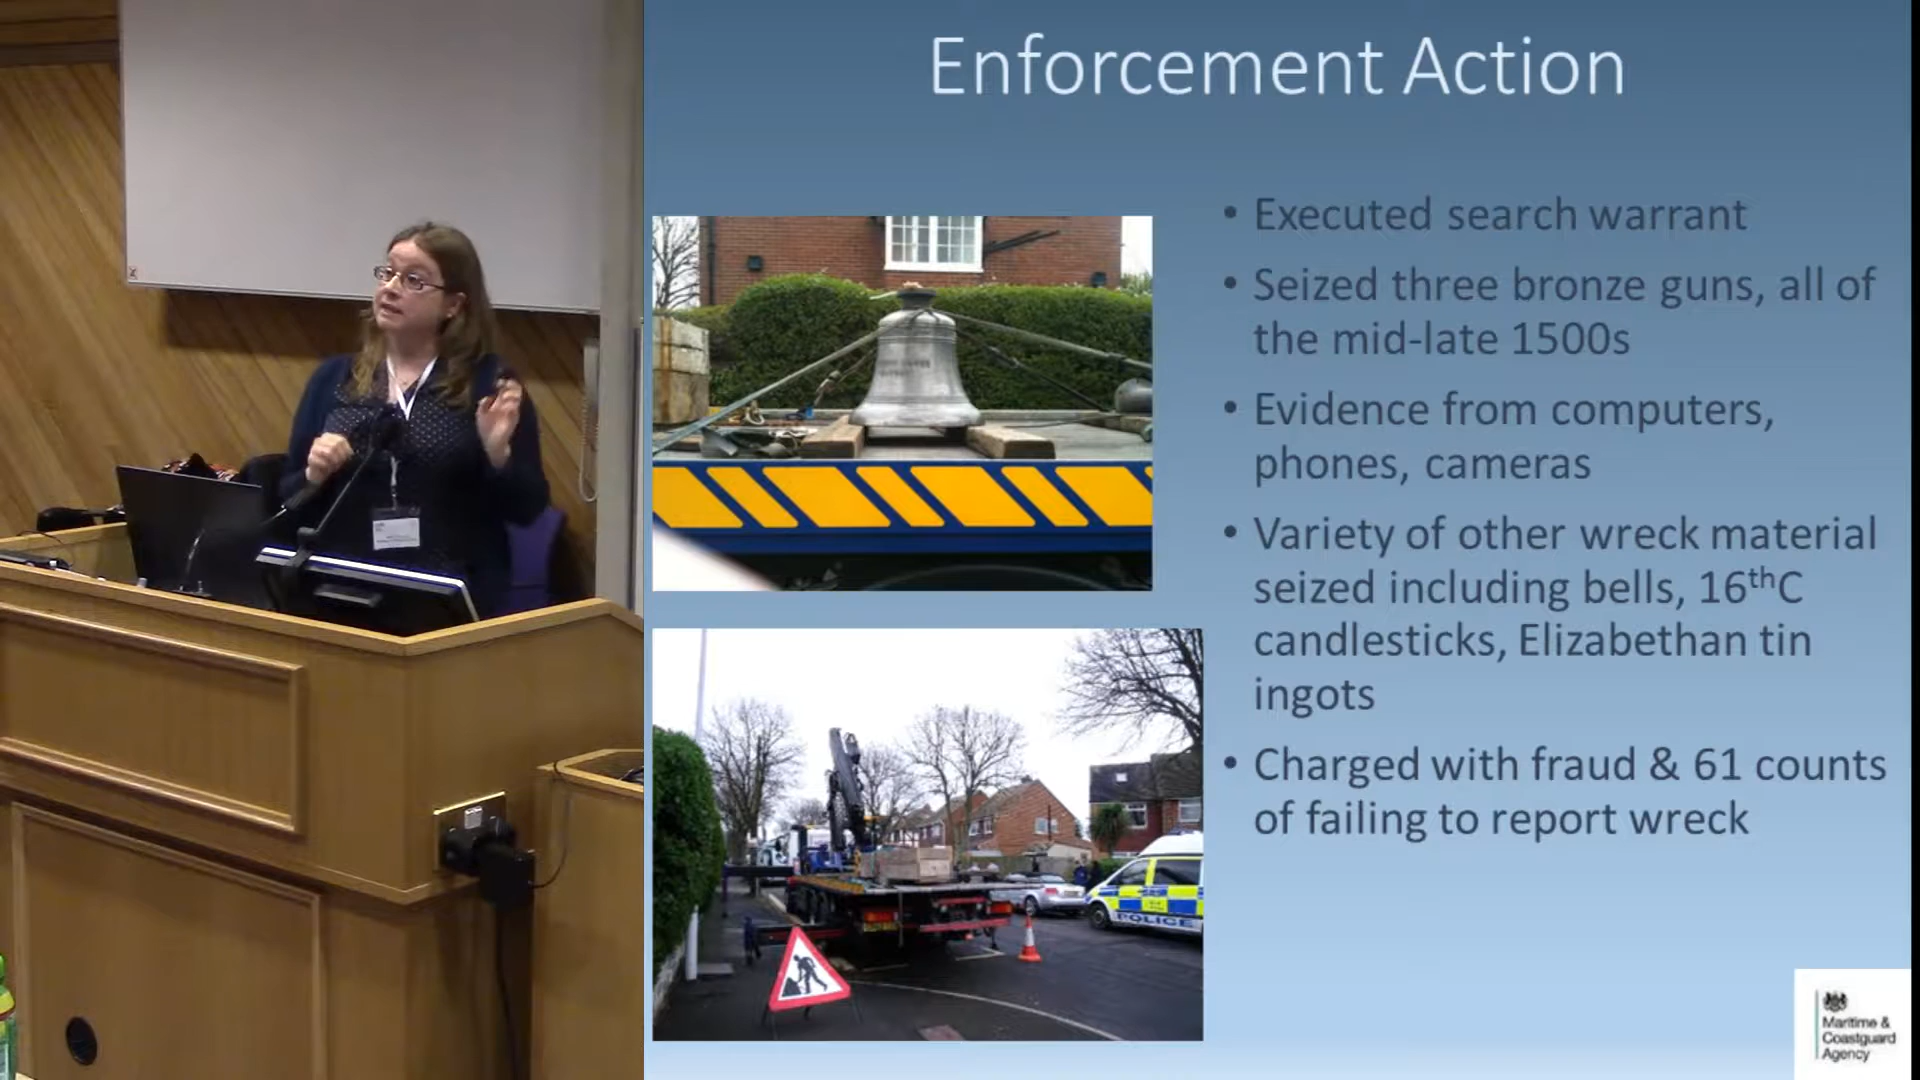 Enforcement Action
• Executed search warrant
• Seized three bronze guns, all of
the mid-late 1500s
• Evidence from computers,
phones, cameras
• Variety of other wreck material
seized including bells, 16thC
candlesticks, Elizabethan tin
ingots
• Charged with fraud & 61 counts
of failing to report wreck
POLICE
Maritime &
Coastguard
Agency